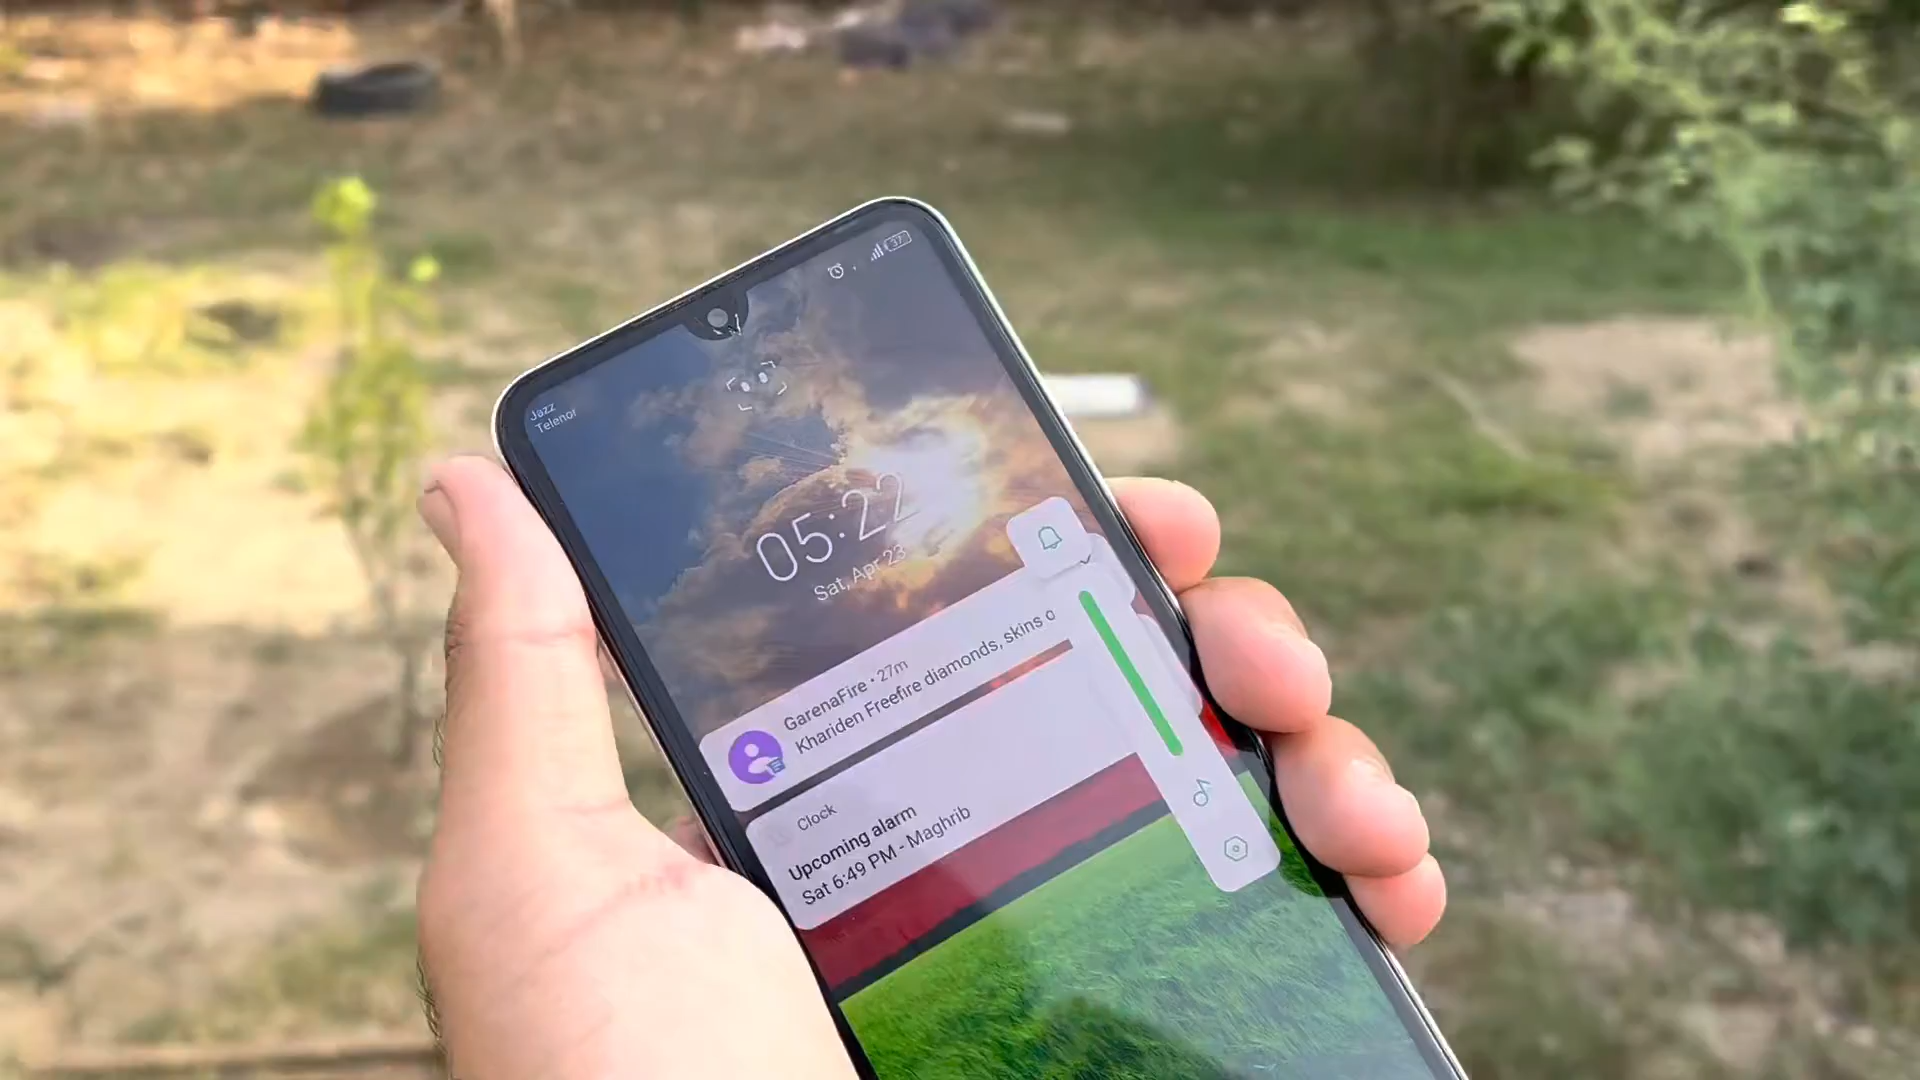 37
Jazz
Telenor
05:22
Sat, Apr 23
GarenaFire • 27m
Khariden Freefire diamonds, skins o
Clock
Upcoming alarm
Sat 6:49 PM - Maghrib